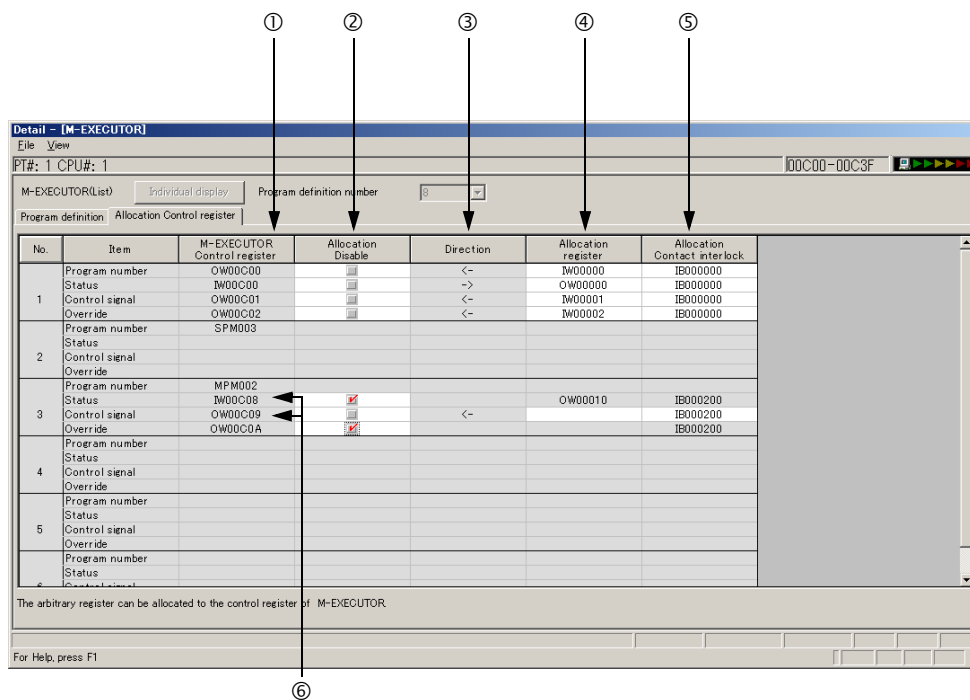 ① ② ③ ④ ⑤
Detail - [M-EXECUTOR]
File View
PT#: 1 CPU#: 1 00C00-00C3F
M-EXECUTOR(List) Individual display Program definition number 8
Program definition Allocation Control register
No. Item M-EXECUTOR Control register Allocation Disable Direction Allocation register Allocation Contact interlock
1
Program number OW00C00 <- IW00000 IB000000
Status IW00C00 -> OW00000 IB000000
Control signal OW00C01 <- IW00001 IB000000
Override OW00C02 <- IW00002 IB000000
2
Program number SPM003
Status
Control signal
Override
3
Program number MPM002
Status IW00C08 OW00010 IB000200
Control signal OW00C09 <- IB000200
Override OW00C0A IB000200
4
Program number
Status
Control signal
Override
5
Program number
Status
Control signal
Override
Program number
Status
The arbitrary register can be allocated to the control register of M-EXECUTOR.
For Help, press F1
⑥